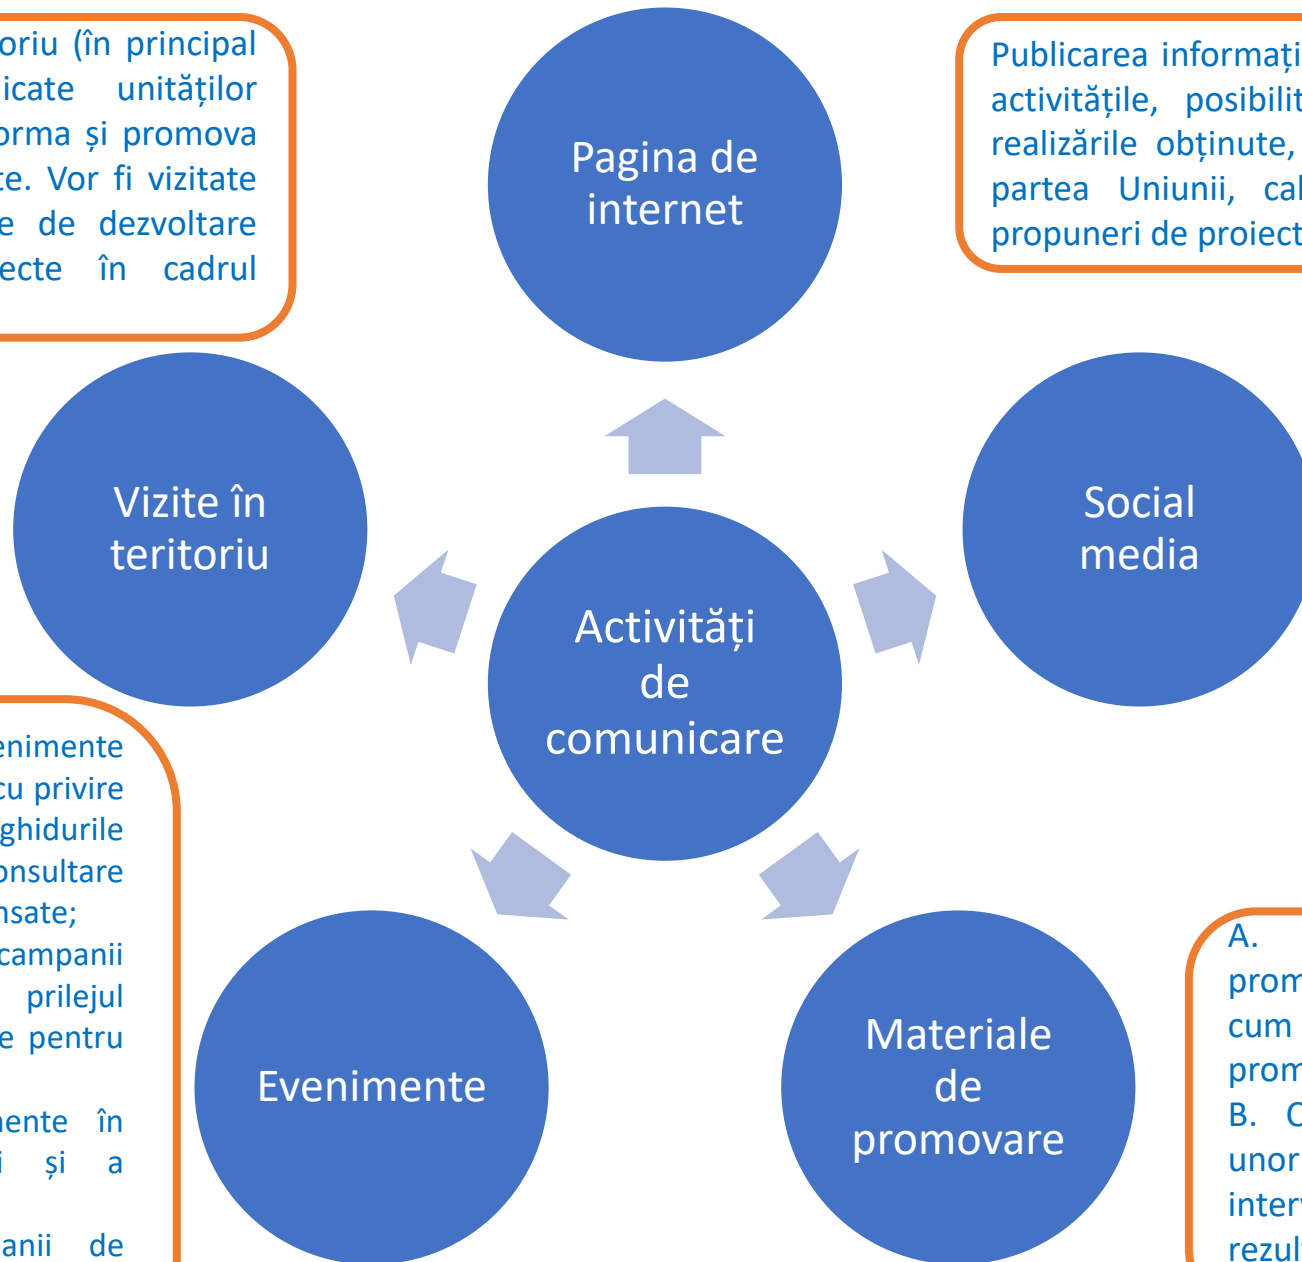 oriu (în principal
icate unităților
orma și promova
te. Vor fi vizitate
e de dezvoltare
ecte în cadrul
Pagina de
internet
Publicarea informați
activitățile, posibilit
realizările obținute,
partea Uniunii, cal
propuneri de proiect
Vizite în
teritoriu
Social
media
Activități
de
comunicare
enimente
cu privire
ghidurile
onsultare
nsate;
campanii
prilejul
e pentru
mente în
i și a
anii de
Evenimente
Materiale
de
promovare
A.
prom
cum
prom
B. C
unor
inter
rezul